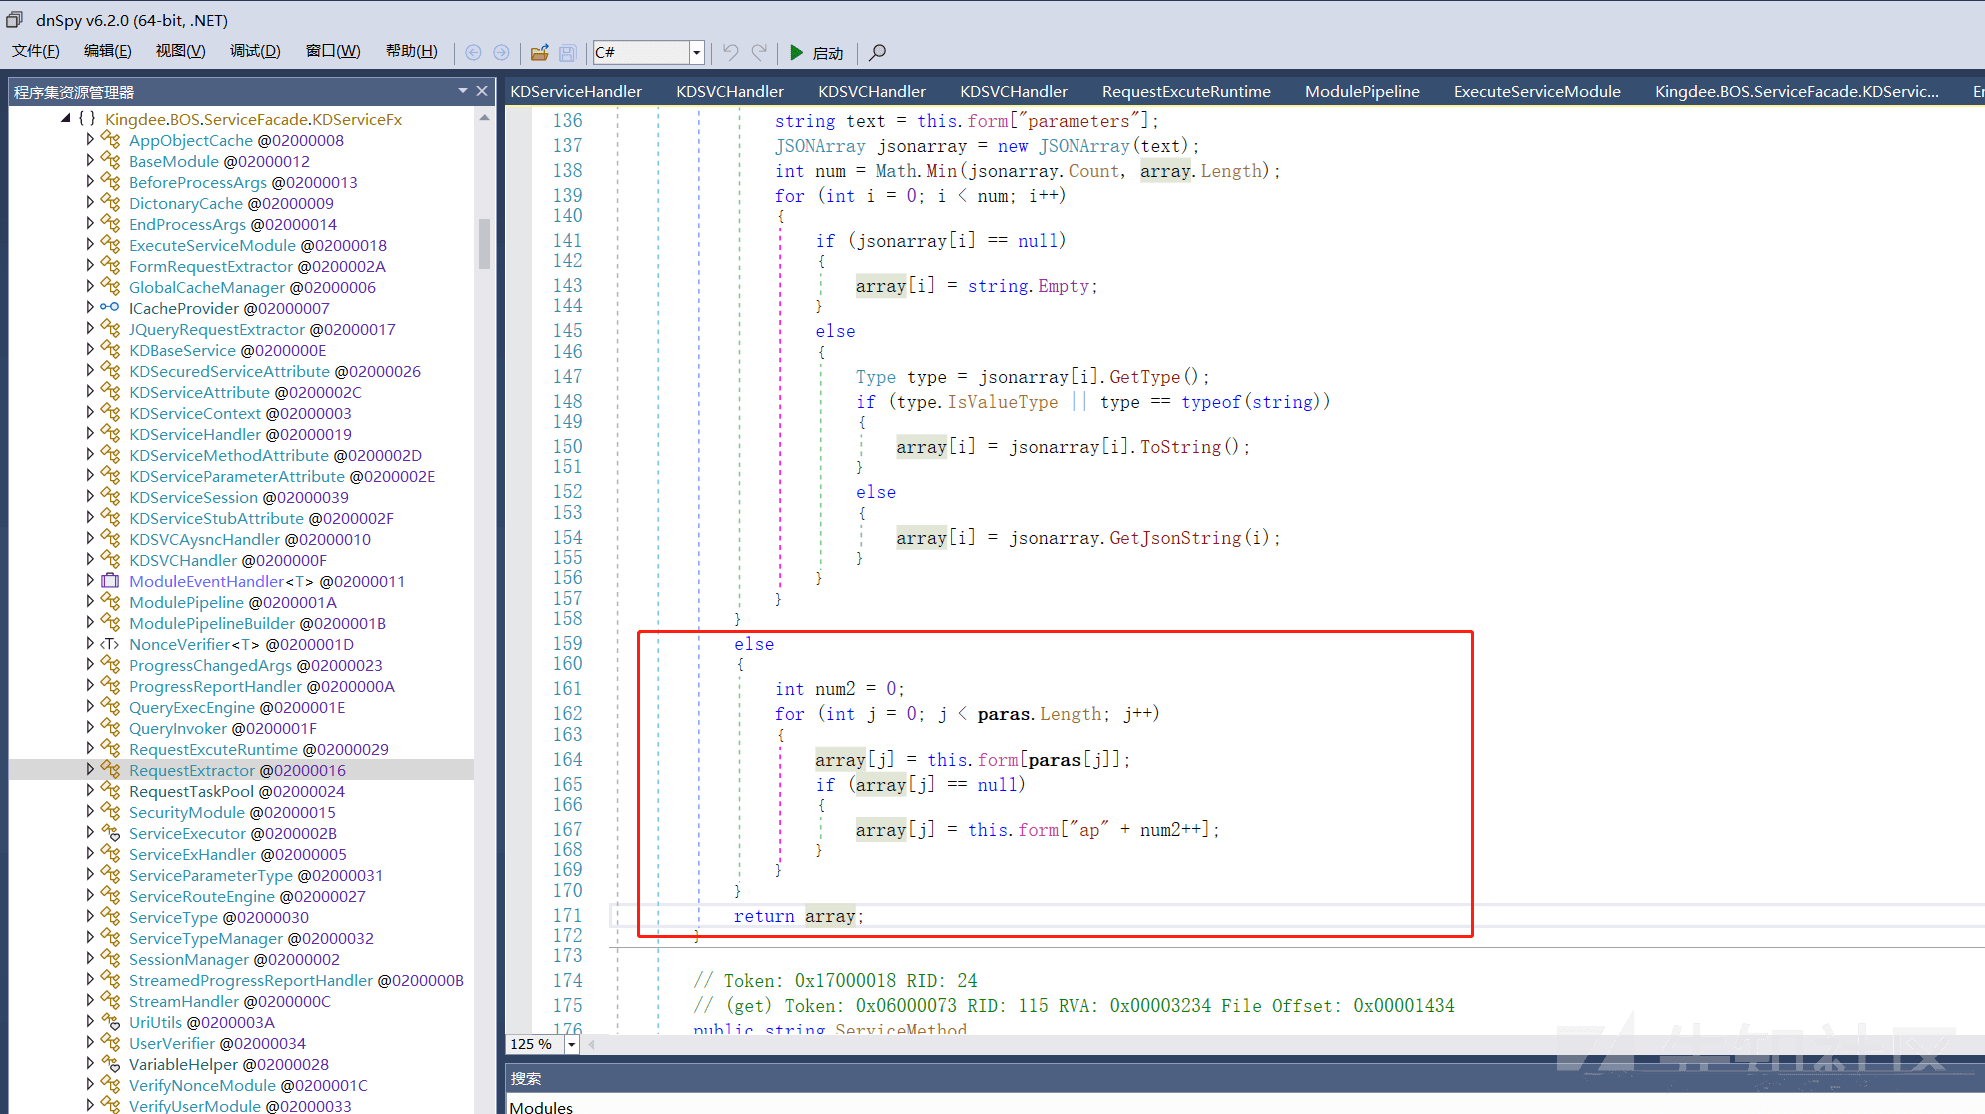 dnSpy v6.2.0 (64-bit, .NET)
文件(F) 编辑(E) 视图(V) 调试(D) 窗口(W) 帮助(H) C# 启动
程序集资源管理器
{ } Kingdee.BOS.ServiceFacade.KDServiceFx
AppObjectCache @02000008
BaseModule @02000012
BeforeProcessArgs @02000013
DictonaryCache @02000009
EndProcessArgs @02000014
ExecuteServiceModule @02000018
FormRequestExtractor @0200002A
GlobalCacheManager @02000006
ICacheProvider @02000007
JQueryRequestExtractor @02000017
KDBaseService @0200000E
KDSecuredServiceAttribute @02000026
KDServiceAttribute @0200002C
KDServiceContext @02000003
KDServiceHandler @02000019
KDServiceMethodAttribute @0200002D
KDServiceParameterAttribute @0200002E
KDServiceSession @02000039
KDServiceStubAttribute @0200002F
KDSVCAysncHandler @02000010
KDSVCHandler @0200000F
ModuleEventHandler<T> @02000011
ModulePipeline @0200001A
ModulePipelineBuilder @0200001B
<T> NonceVerifier<T> @0200001D
ProgressChangedArgs @02000023
ProgressReportHandler @0200000A
QueryExecEngine @0200001E
QueryInvoker @0200001F
RequestExcuteRuntime @02000029
RequestExtractor @02000016
RequestTaskPool @02000024
SecurityModule @02000015
ServiceExecutor @0200002B
ServiceExHandler @02000005
ServiceParameterType @02000031
ServiceRouteEngine @02000027
ServiceType @02000030
ServiceTypeManager @02000032
SessionManager @02000002
StreamedProgressReportHandler @0200000B
StreamHandler @0200000C
UriUtils @0200003A
UserVerifier @02000034
VariableHelper @02000028
VerifyNonceModule @0200001C
VerifyUserModule @02000033
KDServiceHandler KDSVCHandler KDSVCHandler KDSVCHandler RequestExcuteRuntime ModulePipeline ExecuteServiceModule Kingdee.BOS.ServiceFacade.KDServic...
136 string text = this.form["parameters"];
137 JSONArray jsonarray = new JSONArray(text);
138 int num = Math.Min(jsonarray.Count, array.Length);
139 for (int i = 0; i < num; i++)
140 {
141 if (jsonarray[i] == null)
142 {
143 array[i] = string.Empty;
144 }
145 else
146 {
147 Type type = jsonarray[i].GetType();
148 if (type.IsValueType || type == typeof(string))
149 {
150 array[i] = jsonarray[i].ToString();
151 }
152 else
153 {
154 array[i] = jsonarray.GetJsonString(i);
155 }
156 }
157 }
158 }
159 else
160 {
161 int num2 = 0;
162 for (int j = 0; j < paras.Length; j++)
163 {
164 array[j] = this.form[paras[j]];
165 if (array[j] == null)
166 {
167 array[j] = this.form["ap" + num2++];
168 }
169 }
170 }
171 return array;
172 }
173
174 // Token: 0x17000018 RID: 24
175 // (get) Token: 0x06000073 RID: 115 RVA: 0x00003234 File Offset: 0x00001434
176 public string ServiceMethod
125 %
搜索
Modules
先知社区